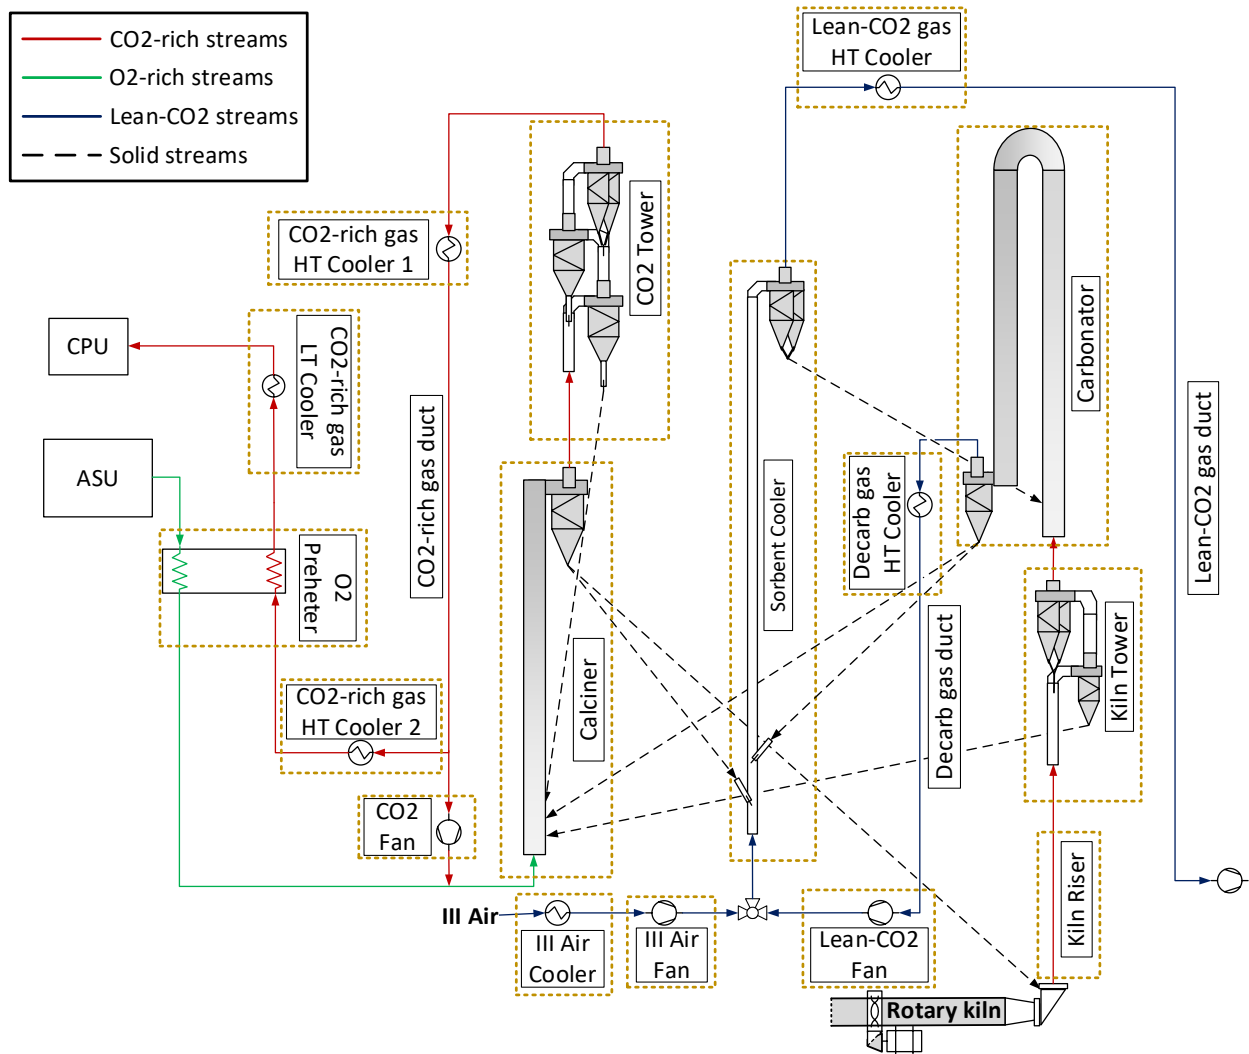 CO2-rich streams
O2-rich streams
Lean-CO2 streams
Solid streams
Lean-CO2 gas
HT Cooler
CO2-rich gas
HT Cooler 1
CO2 Tower
Carbonator
CPU
CO2-rich gas
LT Cooler
CO2-rich gas duct
ASU
Sorbent Cooler
Decarb gas
HT Cooler
Lean-CO2 gas duct
O2
Preheter
Calciner
Kiln Tower
Decarb gas duct
CO2-rich gas
HT Cooler 2
CO2
Fan
III Air
III Air
Cooler
III Air
Fan
Lean-CO2
Fan
Kiln Riser
Rotary kiln